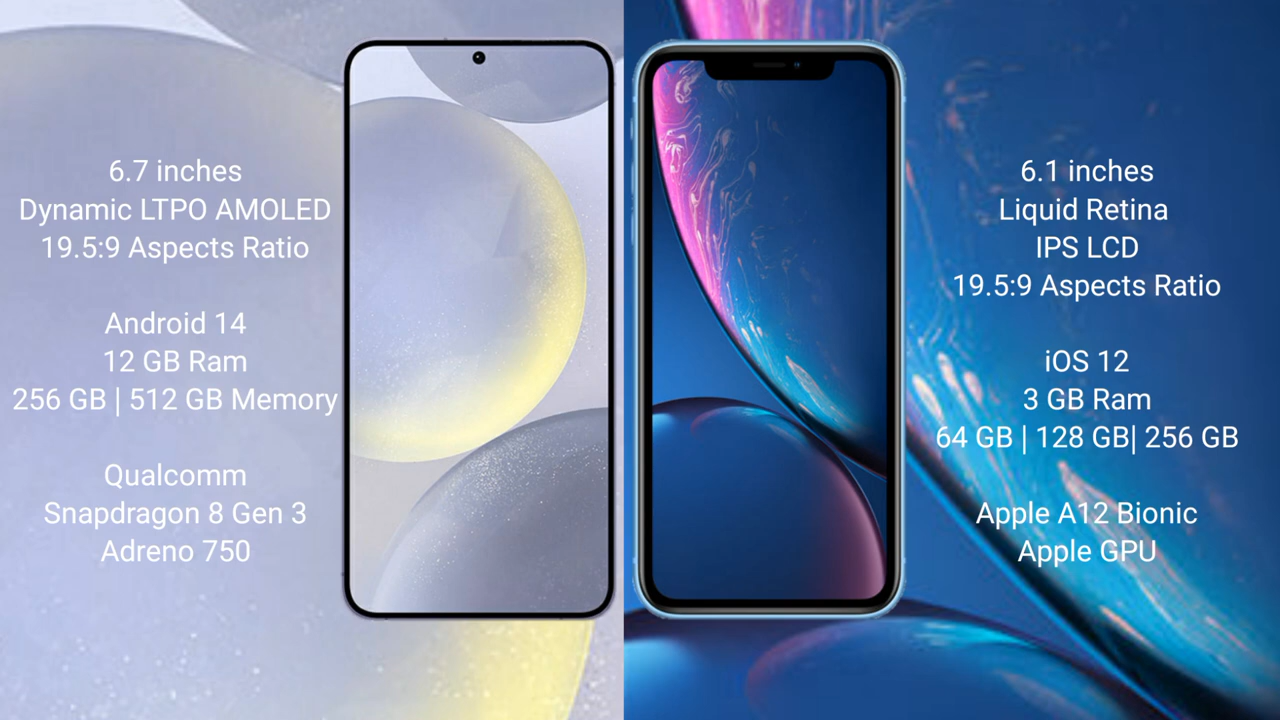 6.7 inches
Dynamic LTPO AMOLED
19.5:9 Aspects Ratio
Android 14
12 GB Ram
256 GB | 512 GB Memory
Qualcomm
Snapdragon 8 Gen 3
Adreno 750
6.1 inches
Liquid Retina
IPS LCD
19.5:9 Aspects Ratio
iOS 12
3 GB Ram
64 GB | 128 GB| 256 GB
Apple A12 Bionic
Apple GPU